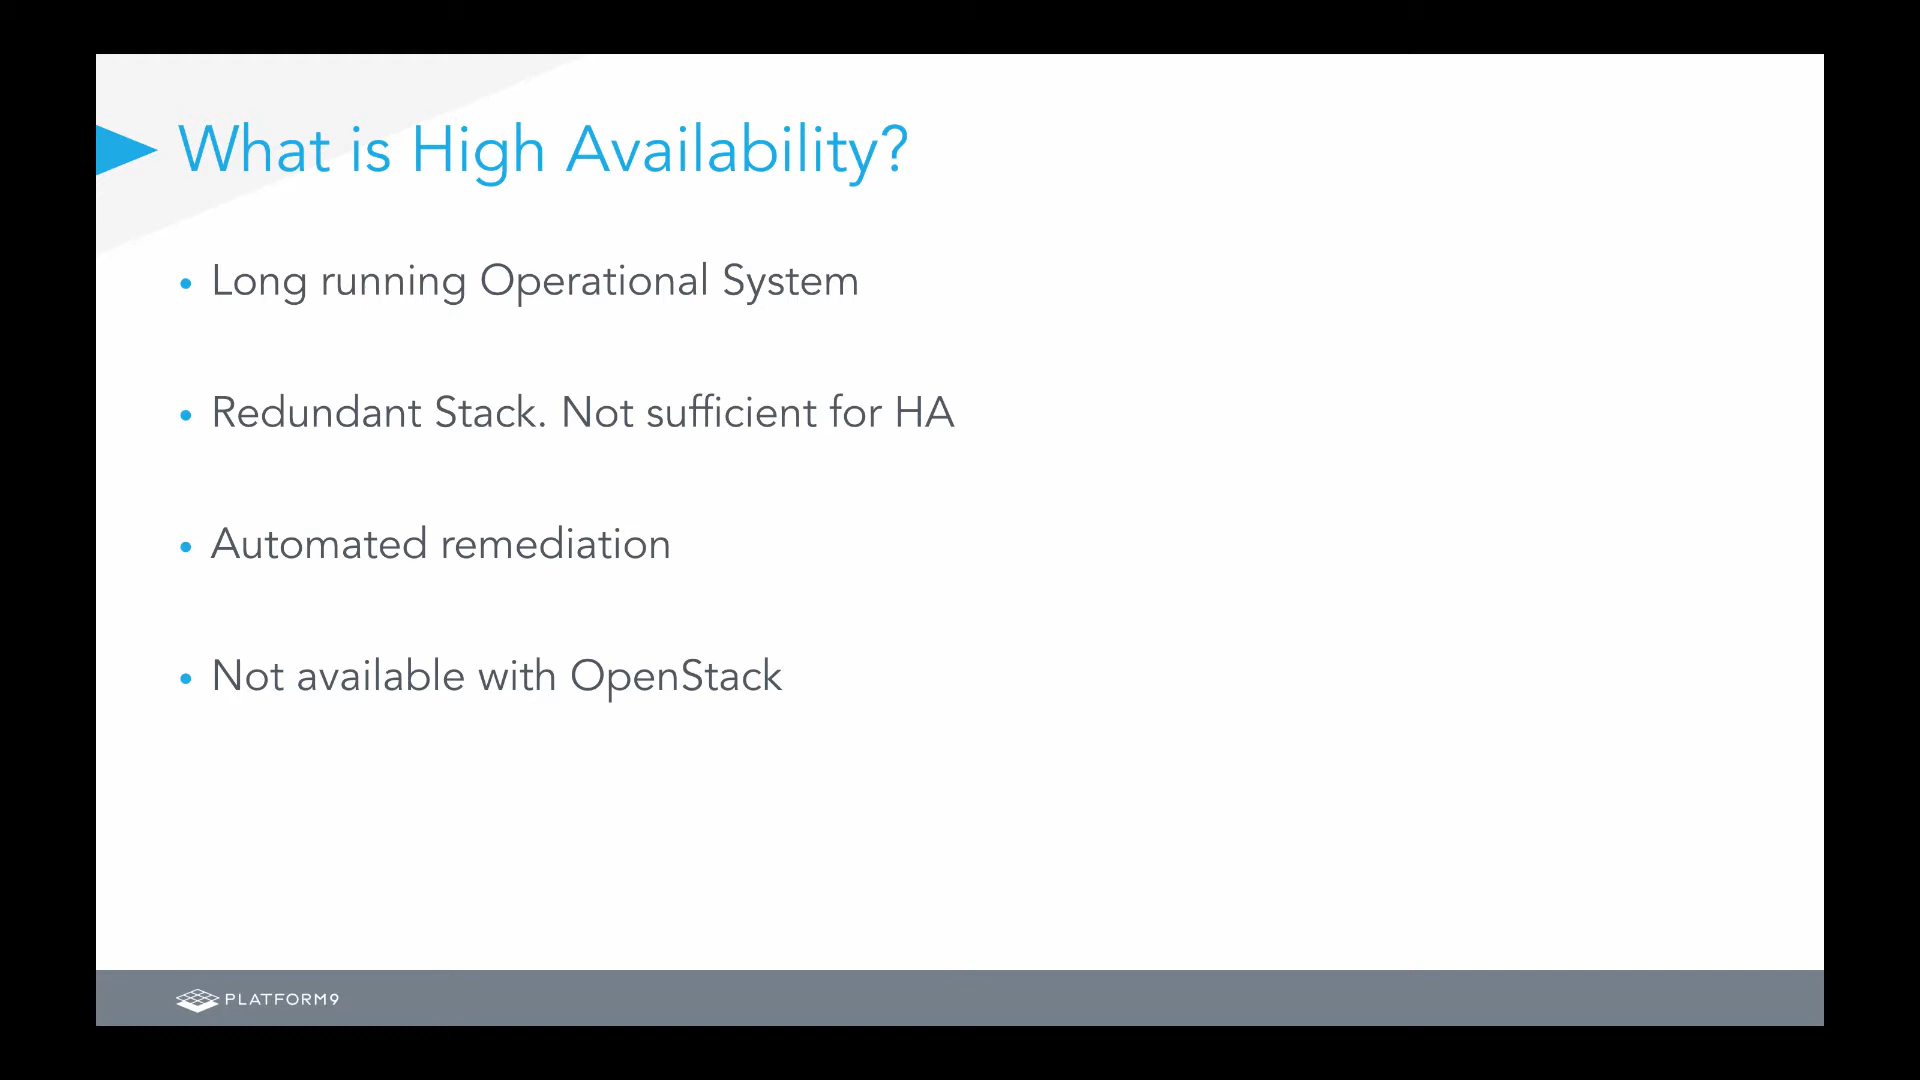 What is High Availability?
• Long running Operational System
• Redundant Stack. Not sufficient for HA
• Automated remediation
• Not available with OpenStack
PLATFORM9